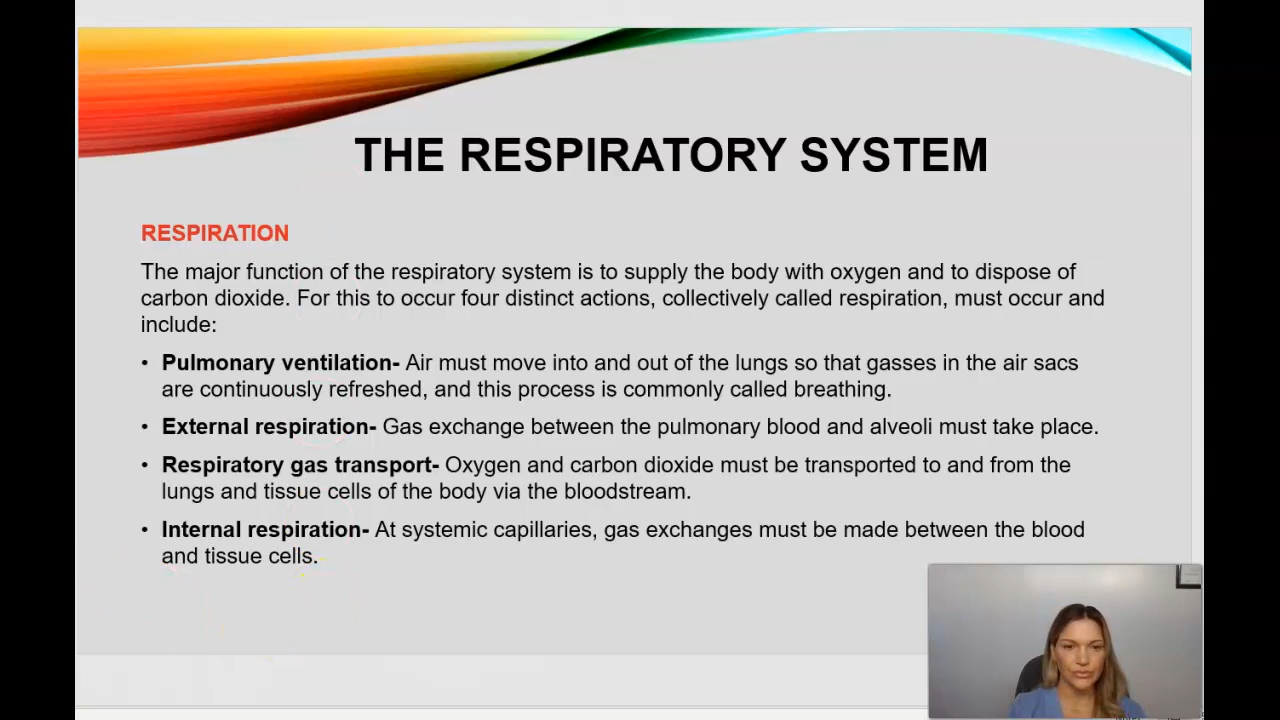 THE RESPIRATORY SYSTEM
RESPIRATION
The major function of the respiratory system is to supply the body with oxygen and to dispose of
carbon dioxide. For this to occur four distinct actions, collectively called respiration, must occur and
include:
• Pulmonary ventilation- Air must move into and out of the lungs so that gasses in the air sacs
are continuously refreshed, and this process is commonly called breathing.
• External respiration- Gas exchange between the pulmonary blood and alveoli must take place.
• Respiratory gas transport- Oxygen and carbon dioxide must be transported to and from the
lungs and tissue cells of the body via the bloodstream.
• Internal respiration- At systemic capillaries, gas exchanges must be made between the blood
and tissue cells.